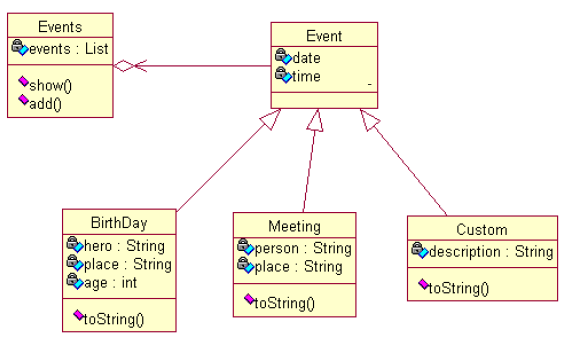 Events
events : List
show()
add()
Event
date
time
BirthDay
hero : String
place : String
age : int
toString()
Meeting
person : String
place : String
toString()
Custom
description : String
toString()